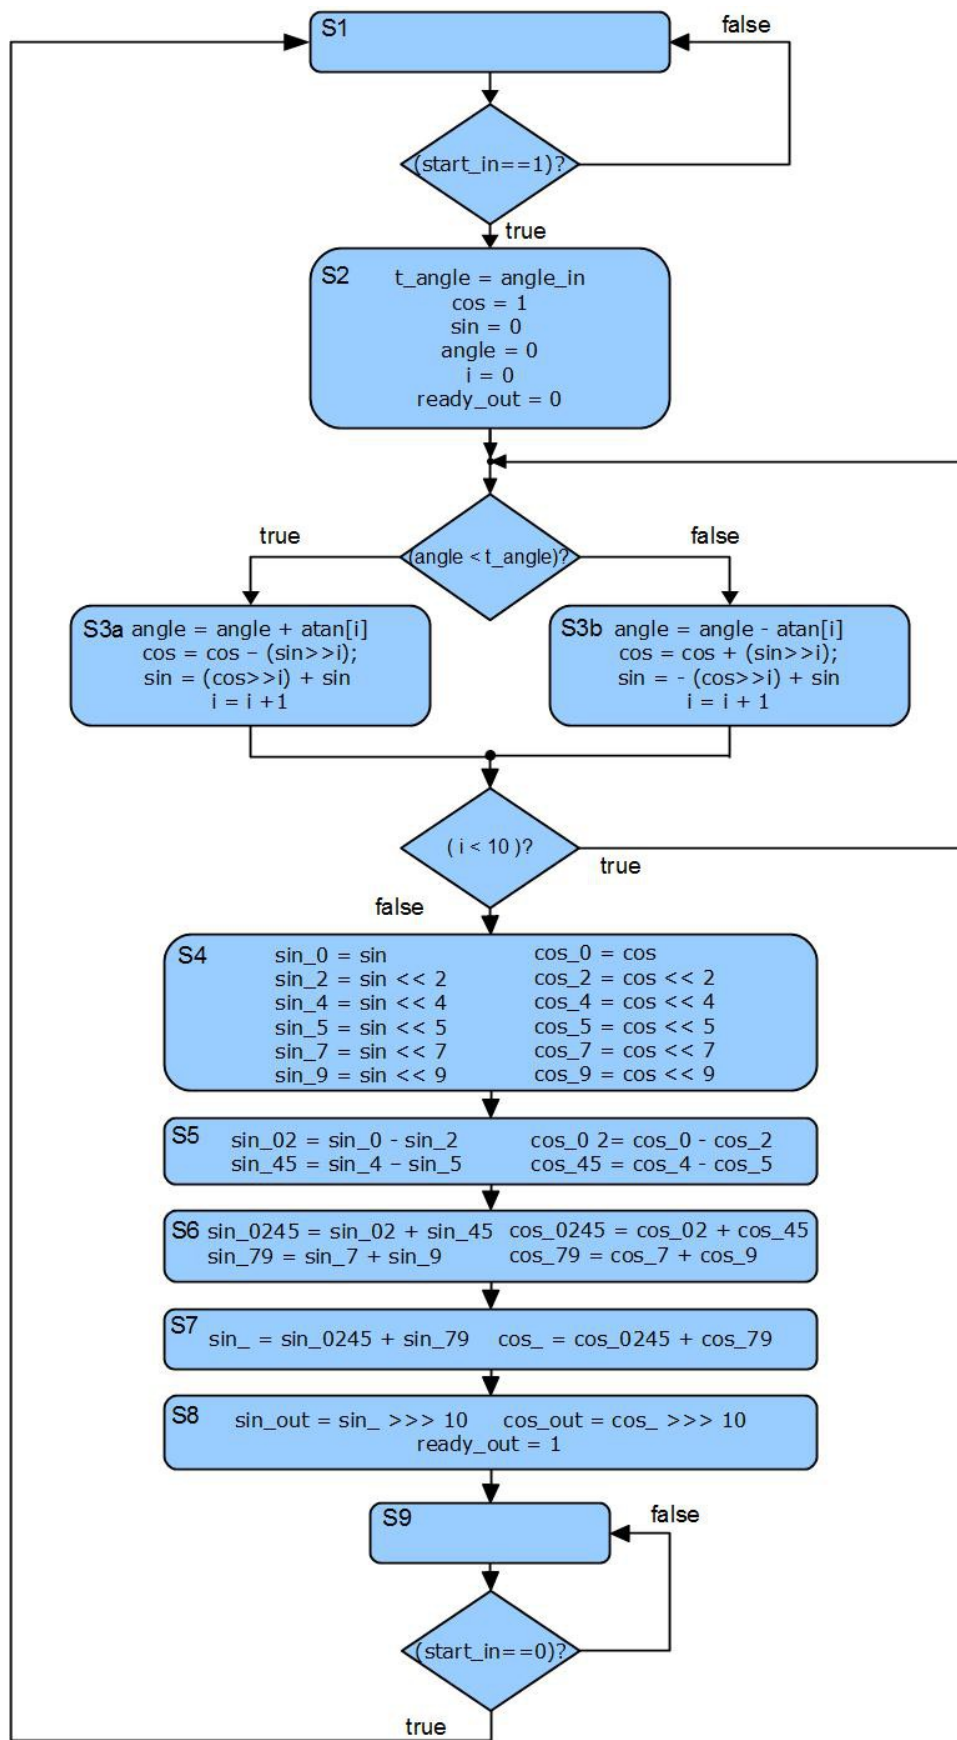 S1
false
(start_in==1)?
true
S2
t_angle = angle_in
cos = 1
sin = 0
angle = 0
i = 0
ready_out = 0
true
(angle < t_angle)?
false
S3a angle = angle + atan[i]
cos = cos – (sin>>i);
sin = (cos>>i) + sin
i = i +1
S3b angle = angle - atan[i]
cos = cos + (sin>>i);
sin = - (cos>>i) + sin
i = i + 1
( i < 10 )?
true
false
S4
sin_0 = sin
sin_2 = sin << 2
sin_4 = sin << 4
sin_5 = sin << 5
sin_7 = sin << 7
sin_9 = sin << 9
cos_0 = cos
cos_2 = cos << 2
cos_4 = cos << 4
cos_5 = cos << 5
cos_7 = cos << 7
cos_9 = cos << 9
S5
sin_02 = sin_0 - sin_2
sin_45 = sin_4 – sin_5
cos_0 2= cos_0 - cos_2
cos_45 = cos_4 - cos_5
S6
sin_0245 = sin_02 + sin_45
sin_79 = sin_7 + sin_9
cos_0245 = cos_02 + cos_45
cos_79 = cos_7 + cos_9
S7
sin_ = sin_0245 + sin_79
cos_ = cos_0245 + cos_79
S8
sin_out = sin_ >>> 10
cos_out = cos_ >>> 10
ready_out = 1
S9
false
(start_in==0)?
true